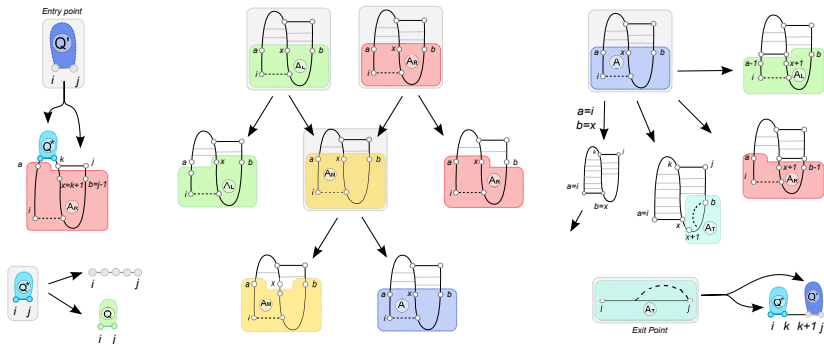 Entry point
Q'
i j
Q*
a k j
x=k+1 b=j-1
i A_R
Q*
i j
i j
Q
i j
a x b
i A_L
a x b
i A_R
a x b
i A_L
a x b
i A_M
a x b
i A_R
a x b
i A_M
a x b
i A
a x b
i A
a=i
b=x
a-1 x+1 b
i A_L
k j
a=i
b=x
k j
a=i x b
x+1 A_T
a x+1 b-1
i A_R
i j
A_T
Exit Point
Q* Q'
i k k+1 j